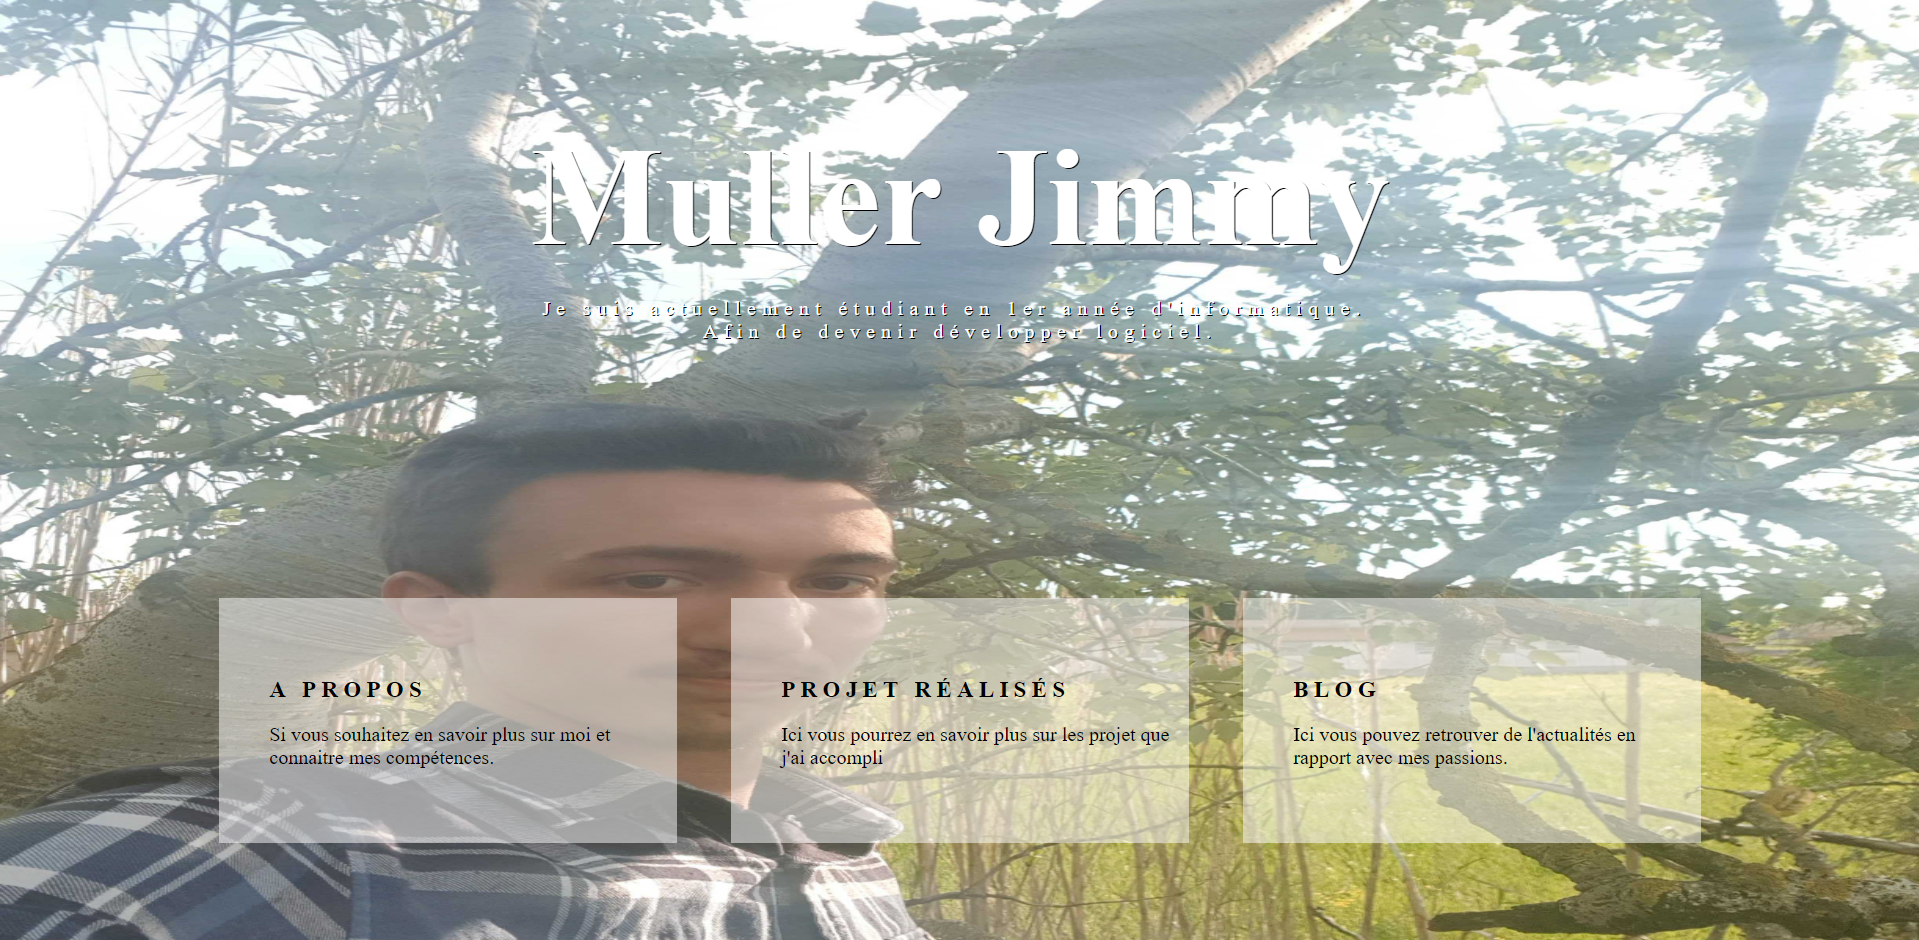 Muller Jimmy
Je suis actuellement étudiant en 1er année d'informatique.
Afin de devenir développer logiciel.
A PROPOS
Si vous souhaitez en savoir plus sur moi et
connaitre mes compétences.
PROJET RÉALISÉS
Ici vous pourrez en savoir plus sur les projet que
j'ai accompli
BLOG
Ici vous pouvez retrouver de l'actualités en
rapport avec mes passions.